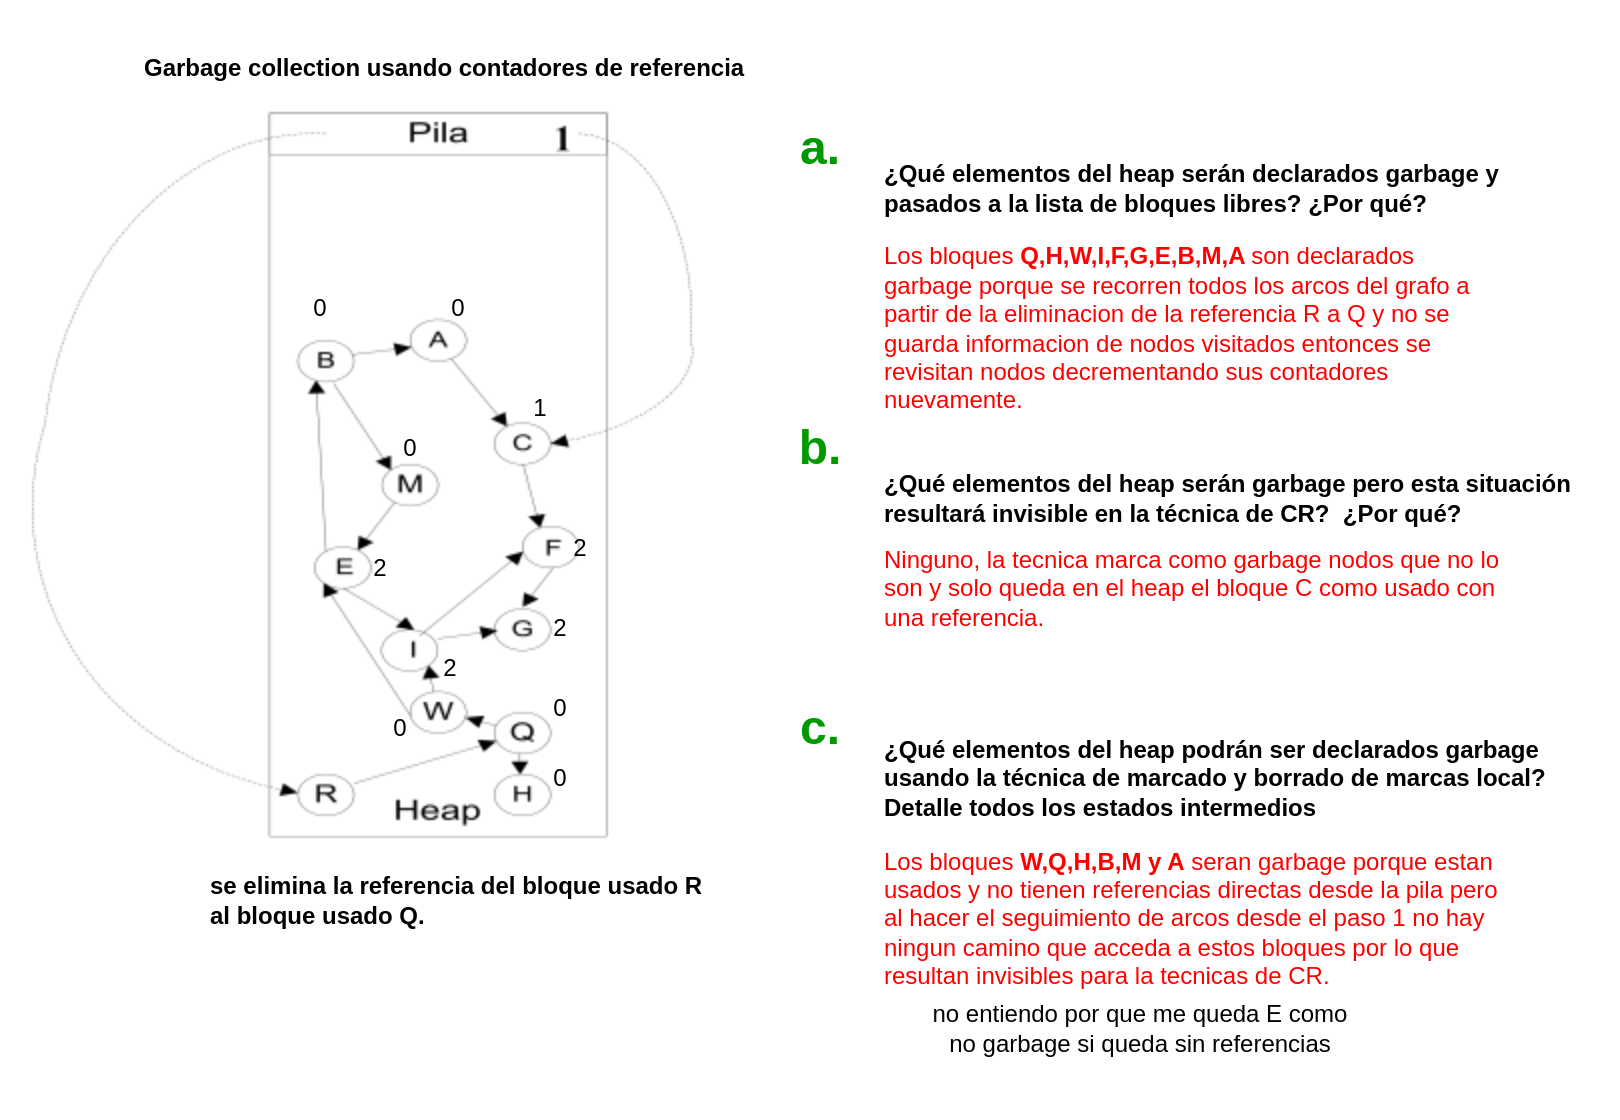 Garbage collection usando contadores de referencia
Pila
1
0
0
A
B
1
C
0
M
F
2
E
2
G
2
I
2
W
0
0
Q
0
R
H
Heap
se elimina la referencia del bloque usado R
al bloque usado Q.
a.
¿Qué elementos del heap serán declarados garbage y
pasados a la lista de bloques libres? ¿Por qué?
Los bloques Q,H,W,I,F,G,E,B,M,A son declarados
garbage porque se recorren todos los arcos del grafo a
partir de la eliminacion de la referencia R a Q y no se
guarda informacion de nodos visitados entonces se
revisitan nodos decrementando sus contadores
nuevamente.
b.
¿Qué elementos del heap serán garbage pero esta situación
resultará invisible en la técnica de CR? ¿Por qué?
Ninguno, la tecnica marca como garbage nodos que no lo
son y solo queda en el heap el bloque C como usado con
una referencia.
c.
¿Qué elementos del heap podrán ser declarados garbage
usando la técnica de marcado y borrado de marcas local?
Detalle todos los estados intermedios
Los bloques W,Q,H,B,M y A seran garbage porque estan
usados y no tienen referencias directas desde la pila pero
al hacer el seguimiento de arcos desde el paso 1 no hay
ningun camino que acceda a estos bloques por lo que
resultan invisibles para la tecnicas de CR.
no entiendo por que me queda E como
no garbage si queda sin referencias